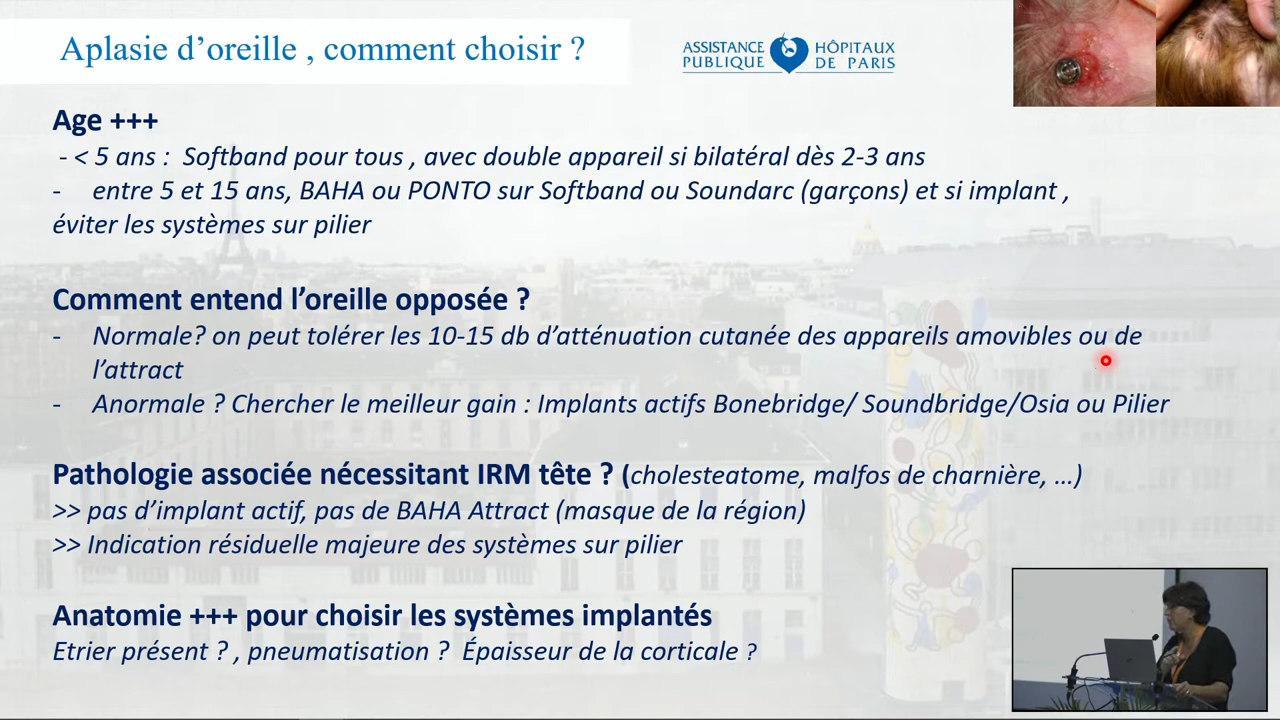 Aplasie d’oreille , comment choisir ?
ASSISTANCE PUBLIQUE
HÔPITAUX DE PARIS
Age +++
- < 5 ans : Softband pour tous , avec double appareil si bilatéral dès 2-3 ans
- entre 5 et 15 ans, BAHA ou PONTO sur Softband ou Soundarc (garçons) et si implant ,
éviter les systèmes sur pilier
Comment entend l’oreille opposée ?
- Normale? on peut tolérer les 10-15 db d’atténuation cutanée des appareils amovibles ou de
l’attract
- Anormale ? Chercher le meilleur gain : Implants actifs Bonebridge/ Soundbridge/Osia ou Pilier
Pathologie associée nécessitant IRM tête ? (cholesteatome, malfos de charnière, …)
>> pas d’implant actif, pas de BAHA Attract (masque de la région)
>> Indication résiduelle majeure des systèmes sur pilier
Anatomie +++ pour choisir les systèmes implantés
Etrier présent ? , pneumatisation ? Épaisseur de la corticale ?